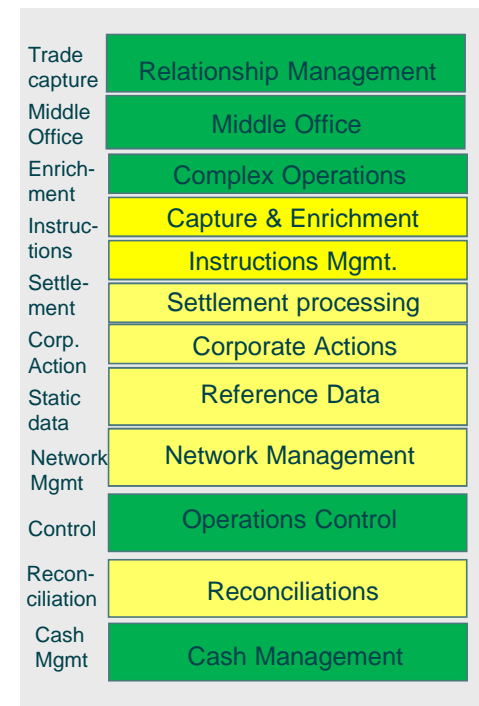 Trade
capture
Relationship Management
Middle
Office
Middle Office
Enrich-
ment
Complex Operations
Capture & Enrichment
Instruc-
tions
Instructions Mgmt.
Settle-
ment
Settlement processing
Corp.
Action
Corporate Actions
Static
data
Reference Data
Network
Mgmt
Network Management
Control
Operations Control
Recon-
ciliation
Reconciliations
Cash
Mgmt
Cash Management